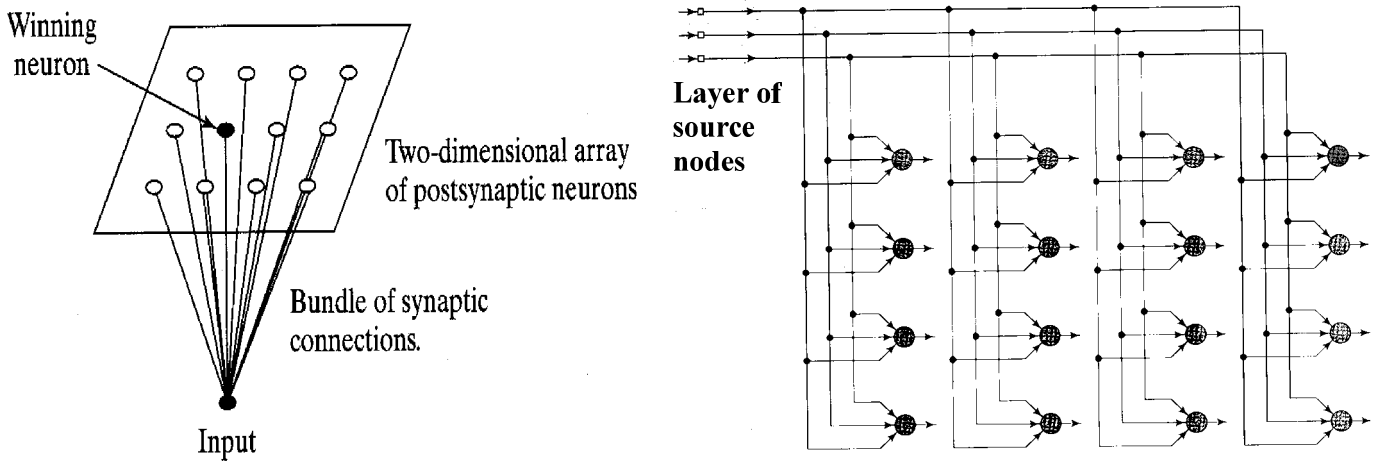 Winning
neuron
Two-dimensional array
of postsynaptic neurons
Bundle of synaptic
connections.
Input
Layer of
source
nodes